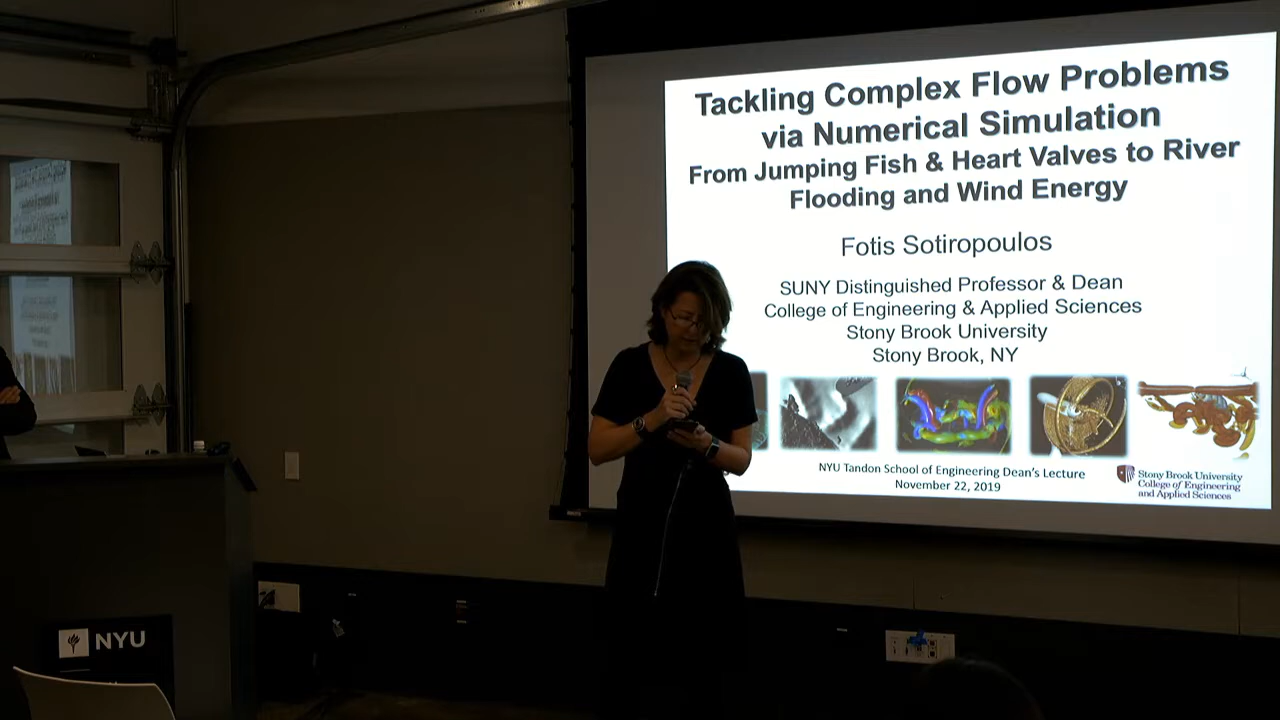 Tackling Complex Flow Problems
via Numerical Simulation
From Jumping Fish & Heart Valves to River
Flooding and Wind Energy
Fotis Sotiropoulos
SUNY Distinguished Professor & Dean
College of Engineering & Applied Sciences
Stony Brook University
Stony Brook, NY
NYU Tandon School of Engineering Dean's Lecture
November 22, 2019
Stony Brook University
College of Engineering
and Applied Sciences
NYU